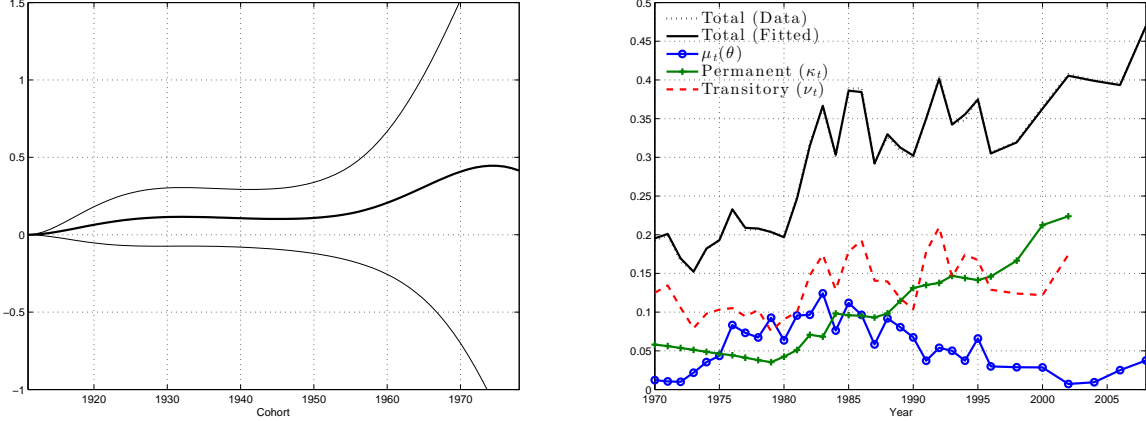 1.5
1
0.5
0
−0.5
−1
1920 1930 1940 1950 1960 1970
Cohort
0.5
0.45
0.4
0.35
0.3
0.25
0.2
0.15
0.1
0.05
0
Total (Data)
Total (Fitted)
μt(θ)
Permanent (κt)
Transitory (νt)
1970 1975 1980 1985 1990 1995 2000 2005
Year